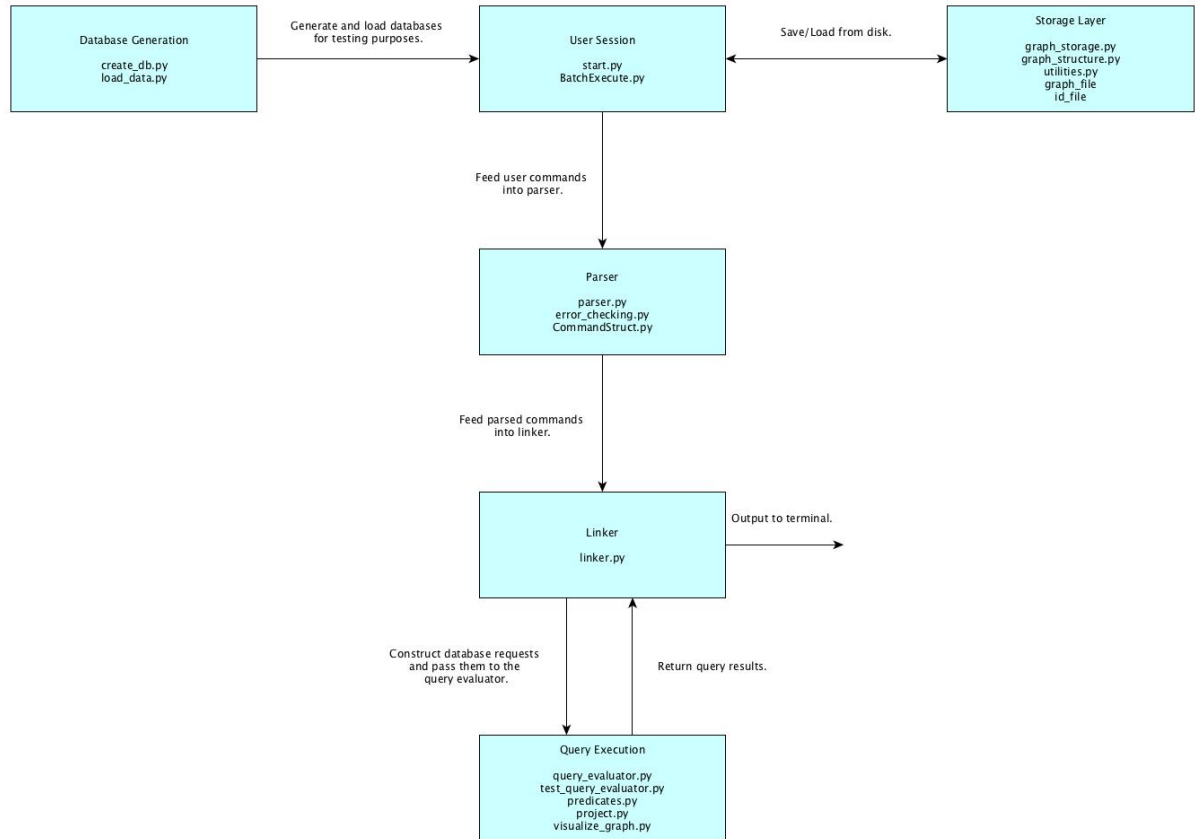 Database Generation
create_db.py
load_data.py
Generate and load databases
for testing purposes.
User Session
start.py
BatchExecute.py
Save/Load from disk.
Storage Layer
graph_storage.py
graph_structure.py
utilities.py
graph_file
id_file
Feed user commands
into parser.
Parser
parser.py
error_checking.py
CommandStruct.py
Feed parsed commands
into linker.
Linker
linker.py
Output to terminal.
Construct database requests
and pass them to the
query evaluator.
Return query results.
Query Execution
query_evaluator.py
test_query_evaluator.py
predicates.py
project.py
visualize_graph.py